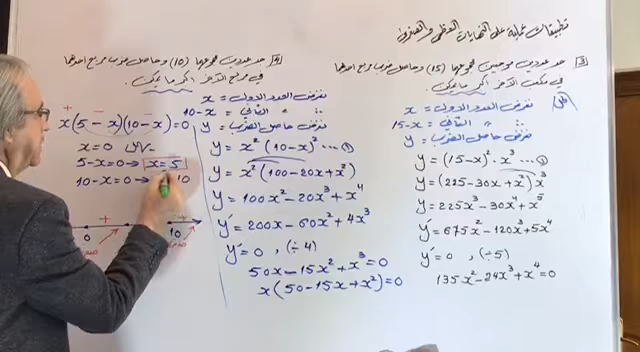 تطبيقات عملية على النهايات العظمى والصغرى
[3] جد عددين موجبين مجموعهما (15) وحاصل ضرب مربع احدهما
في مكعب الآخر اكبر ما يمكن.
نفرض العدد الاول = x
= الثاني = 15-x
نفرض حاصل الضرب = y
y = (15-x)² . x³ ...①
y = (225-30x+x²)x³
y = 225x³-30x⁴+x⁵
y' = 675x²-120x³+5x⁴
y' = 0 , (÷5)
135x²-24x³+x⁴=0
[4] جد عددين مجموعهما (10) وحاصل ضرب مربع احدهما
في مربع الآخر اكبر ما يمكن.
نفرض العدد الاول = x
= الثاني = 10-x
نفرض حاصل الضرب = y
y = x² (10-x)² ...①
y = x²(100-20x+x²)
y = 100x²-20x³+x⁴
y' = 200x-60x²+4x³
y' = 0 , (÷4)
50x-15x²+x³=0
x(50-15x+x²)=0
+ - -
x(5-x)(10-x)=0
x=0
5-x=0→ x=5
10-x=0→ 10
+ +
0 10